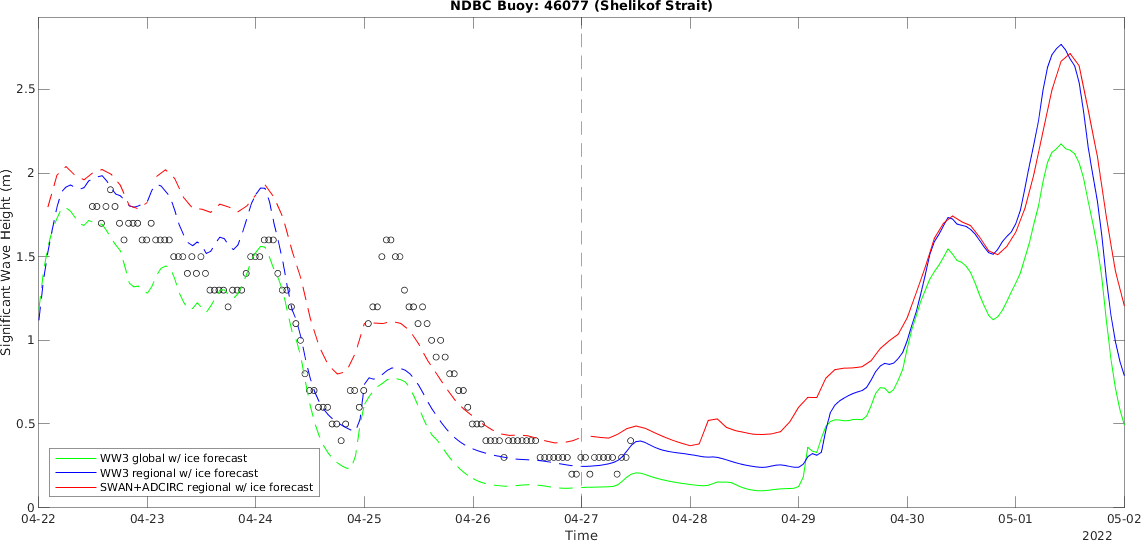 NDBC Buoy: 46077 (Shelikof Strait)
Significant Wave Height (m)
2.5
2
1.5
1
0.5
0
WW3 global w/ ice forecast
WW3 regional w/ ice forecast
SWAN+ADCIRC regional w/ ice forecast
04-22 04-23 04-24 04-25 04-26 04-27 04-28 04-29 04-30 05-01 05-02
Time
2022